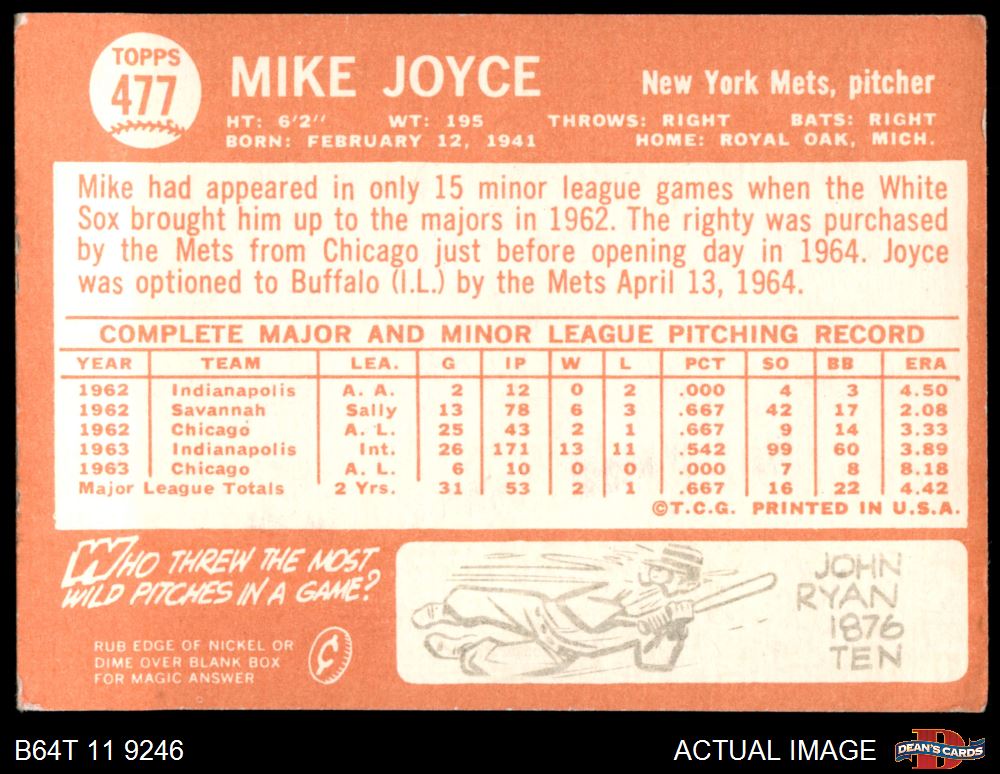 TOPPS
477
MIKE JOYCE
New York Mets, pitcher
HT: 6'2" WT: 195 THROWS: RIGHT BATS: RIGHT
BORN: FEBRUARY 12, 1941 HOME: ROYAL OAK, MICH.
Mike had appeared in only 15 minor league games when the White
Sox brought him up to the majors in 1962. The righty was purchased
by the Mets from Chicago just before opening day in 1964. Joyce
was optioned to Buffalo (I.L.) by the Mets April 13, 1964.
COMPLETE MAJOR AND MINOR LEAGUE PITCHING RECORD
YEAR TEAM LEA. G IP W L PCT SO BB ERA
1962 Indianapolis A. A. 2 12 0 2 .000 4 3 4.50
1962 Savannah Sally 13 78 6 3 .667 42 17 2.08
1962 Chicago A. L. 25 43 2 1 .667 9 14 3.33
1963 Indianapolis Int. 26 171 13 11 .542 99 60 3.89
1963 Chicago A. L. 6 10 0 0 .000 7 8 8.18
Major League Totals 2 Yrs. 31 53 2 1 .667 16 22 4.42
©T.C.G. PRINTED IN U.S.A.
WHO THREW THE MOST
WILD PITCHES IN A GAME?
RUB EDGE OF NICKEL OR
DIME OVER BLANK BOX
FOR MAGIC ANSWER
¢
JOHN
RYAN
1876
TEN
B64T 11 9246
ACTUAL IMAGE
D
DEAN'S CARDS